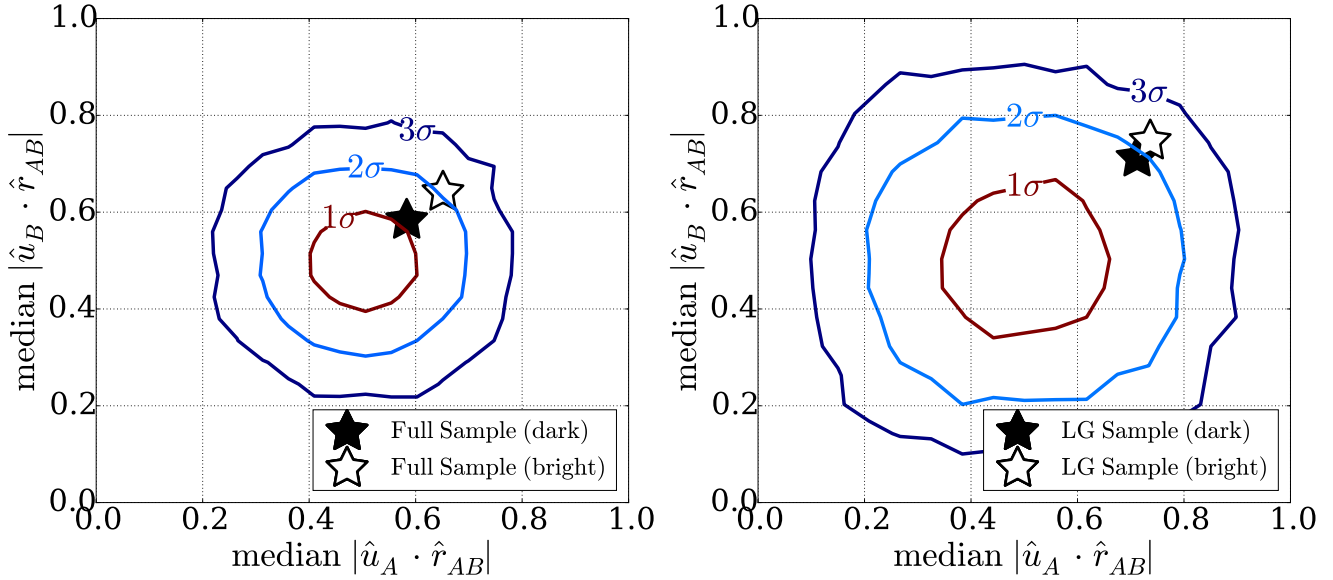 1.0
0.8
0.6
0.4
0.2
0.0
0.0 0.2 0.4 0.6 0.8 1.0
median |û_B · r̂_AB|
median |û_A · r̂_AB|
3σ
2σ
1σ
Full Sample (dark)
Full Sample (bright)
1.0
0.8
0.6
0.4
0.2
0.0
0.0 0.2 0.4 0.6 0.8 1.0
median |û_B · r̂_AB|
median |û_A · r̂_AB|
3σ
2σ
1σ
LG Sample (dark)
LG Sample (bright)